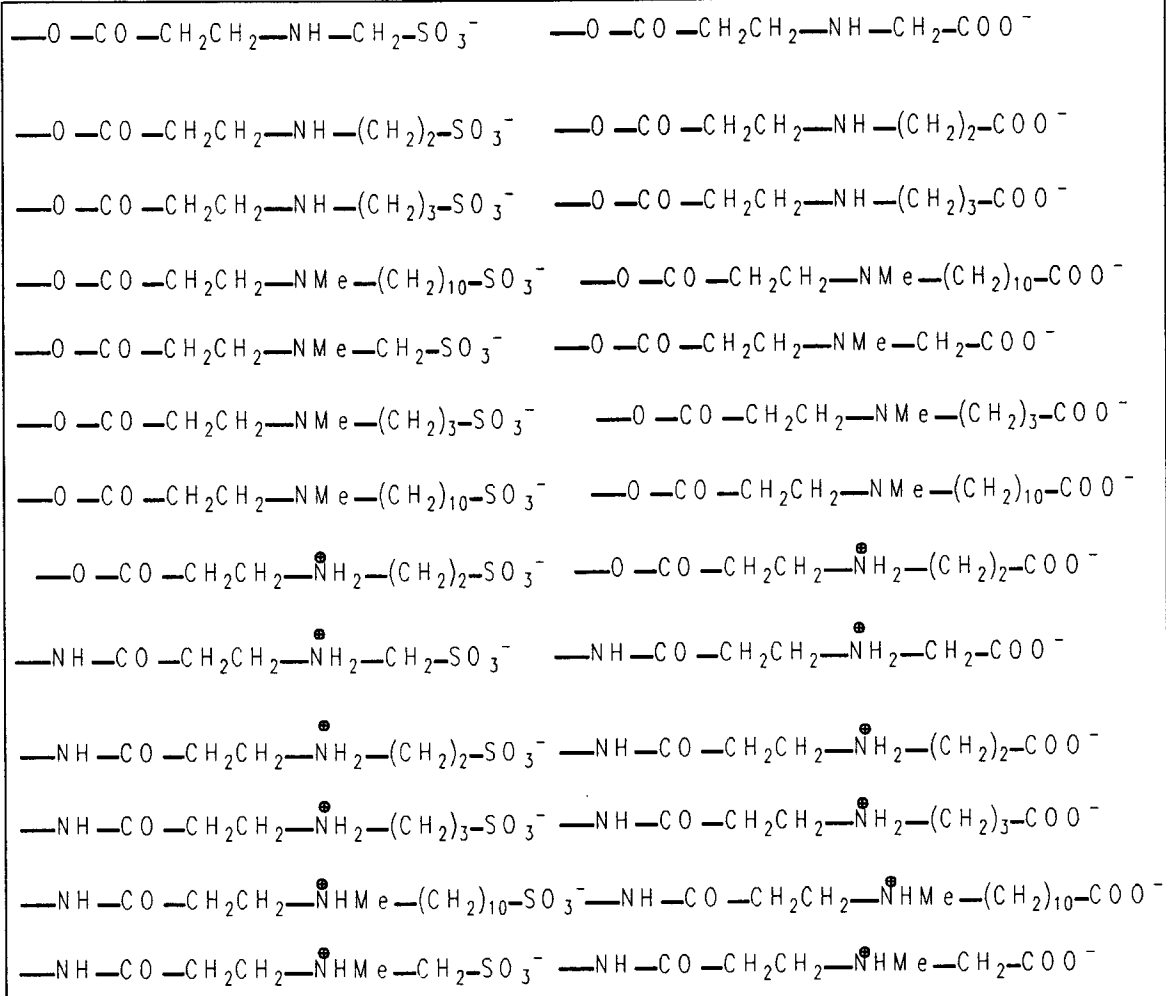 —O—CO—CH₂CH₂—NH—CH₂–SO₃⁻ —O—CO—CH₂CH₂—NH—CH₂–COO⁻
—O—CO—CH₂CH₂—NH—(CH₂)₂–SO₃⁻ —O—CO—CH₂CH₂—NH—(CH₂)₂–COO⁻
—O—CO—CH₂CH₂—NH—(CH₂)₃–SO₃⁻ —O—CO—CH₂CH₂—NH—(CH₂)₃–COO⁻
—O—CO—CH₂CH₂—NMe—(CH₂)₁₀–SO₃⁻ —O—CO—CH₂CH₂—NMe—(CH₂)₁₀–COO⁻
—O—CO—CH₂CH₂—NMe—CH₂–SO₃⁻ —O—CO—CH₂CH₂—NMe—CH₂–COO⁻
—O—CO—CH₂CH₂—NMe—(CH₂)₃–SO₃⁻ —O—CO—CH₂CH₂—NMe—(CH₂)₃–COO⁻
—O—CO—CH₂CH₂—NMe—(CH₂)₁₀–SO₃⁻ —O—CO—CH₂CH₂—NMe—(CH₂)₁₀–COO⁻
—O—CO—CH₂CH₂—N⊕H₂—(CH₂)₂–SO₃⁻ —O—CO—CH₂CH₂—N⊕H₂—(CH₂)₂–COO⁻
—NH—CO—CH₂CH₂—N⊕H₂—CH₂–SO₃⁻ —NH—CO—CH₂CH₂—N⊕H₂—CH₂–COO⁻
—NH—CO—CH₂CH₂—N⊕H₂—(CH₂)₂–SO₃⁻ —NH—CO—CH₂CH₂—N⊕H₂—(CH₂)₂–COO⁻
—NH—CO—CH₂CH₂—N⊕H₂—(CH₂)₃–SO₃⁻ —NH—CO—CH₂CH₂—N⊕H₂—(CH₂)₃–COO⁻
—NH—CO—CH₂CH₂—N⊕HMe—(CH₂)₁₀–SO₃⁻ —NH—CO—CH₂CH₂—N⊕HMe—(CH₂)₁₀–COO⁻
—NH—CO—CH₂CH₂—N⊕HMe—CH₂–SO₃⁻ —NH—CO—CH₂CH₂—N⊕HMe—CH₂–COO⁻